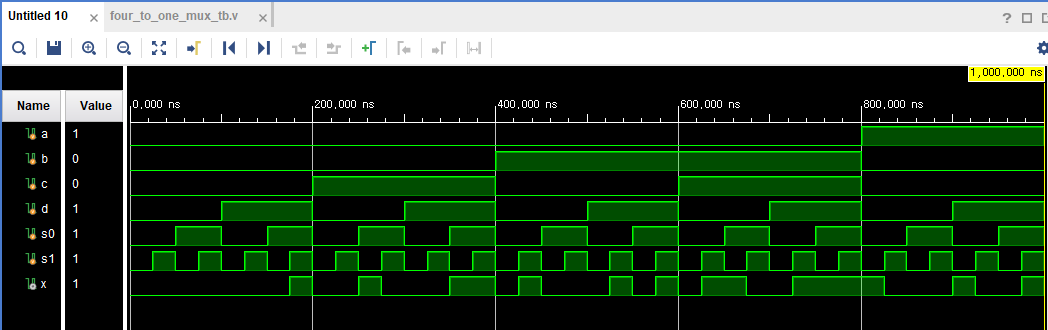 Untitled 10 × four_to_one_mux_tb.v ×
?
1,000,000 ns
Name Value
0,000 ns 200,000 ns 400,000 ns 600,000 ns 800,000 ns
a 1
b 0
c 0
d 1
s0 1
s1 1
x 1